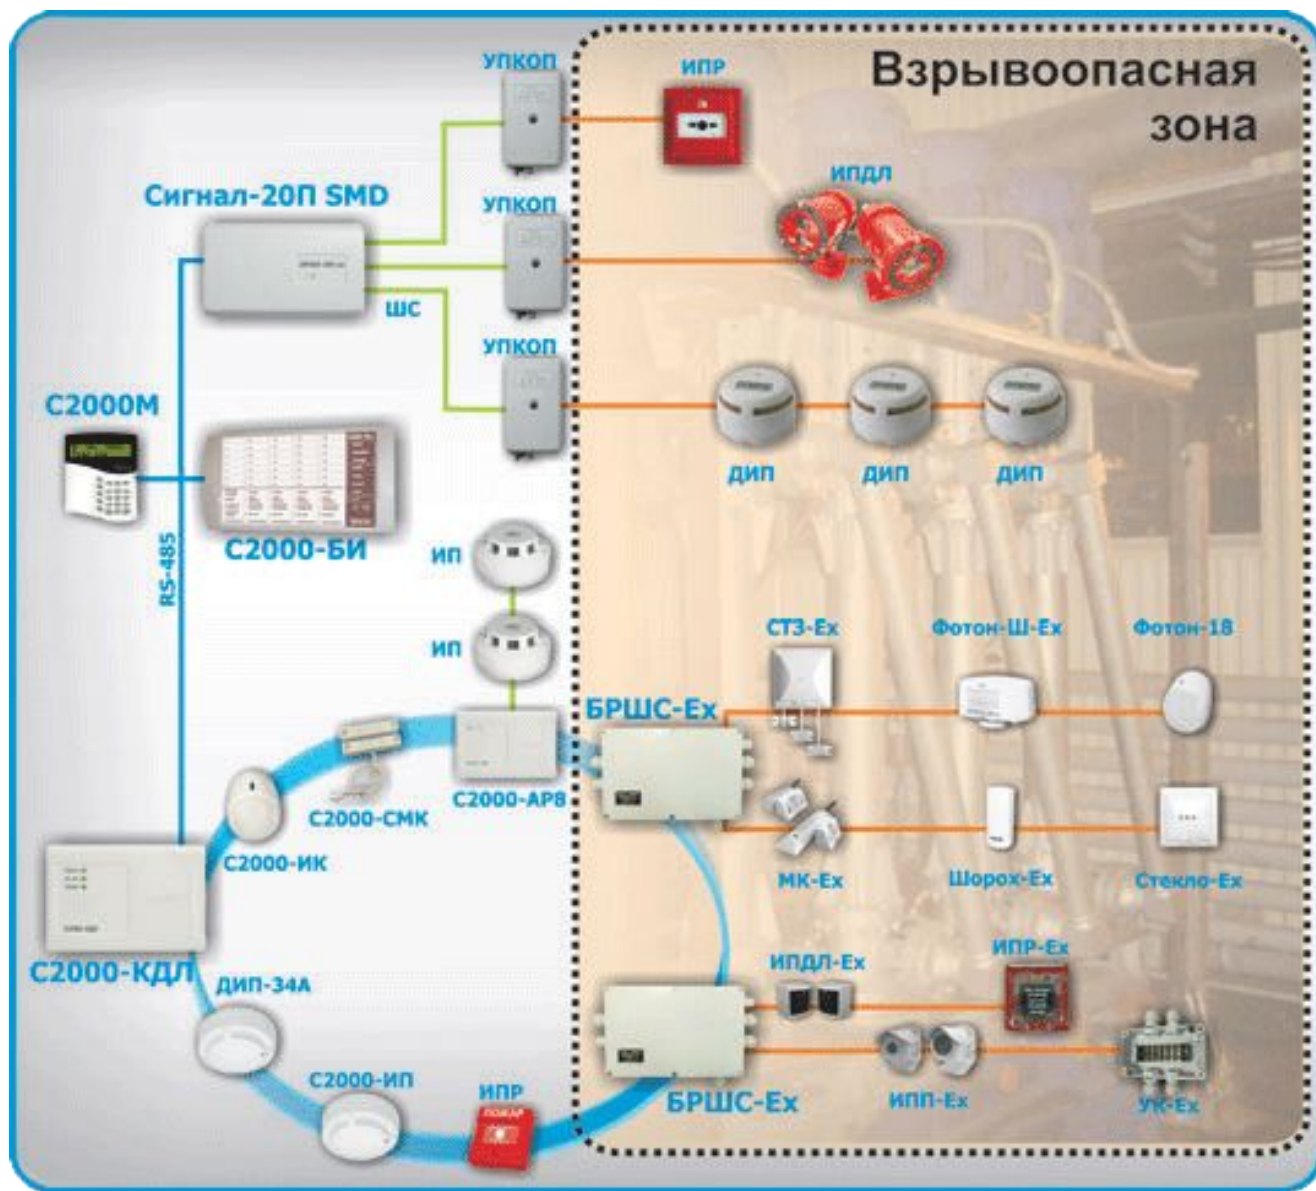 Взрывоопасная
зона
УПКОП
ИПР
ИПДЛ
Сигнал-20П SMD
УПКОП
ШС
УПКОП
С2000М
ДИП
ДИП
ДИП
С2000-БИ
RS-485
ИП
ИП
СТЗ-Ex
Фотон-Ш-Ex
Фотон-18
БРШС-Ex
С2000-АР8
С2000-СМК
С2000-ИК
МК-Ex
Шорох-Ex
Стекло-Ex
С2000-КДЛ
ДИП-34А
ИПДЛ-Ex
ИПР-Ex
С2000-ИП
ИПР
ПОЖАР
БРШС-Ex
ИПП-Ex
УК-Ex